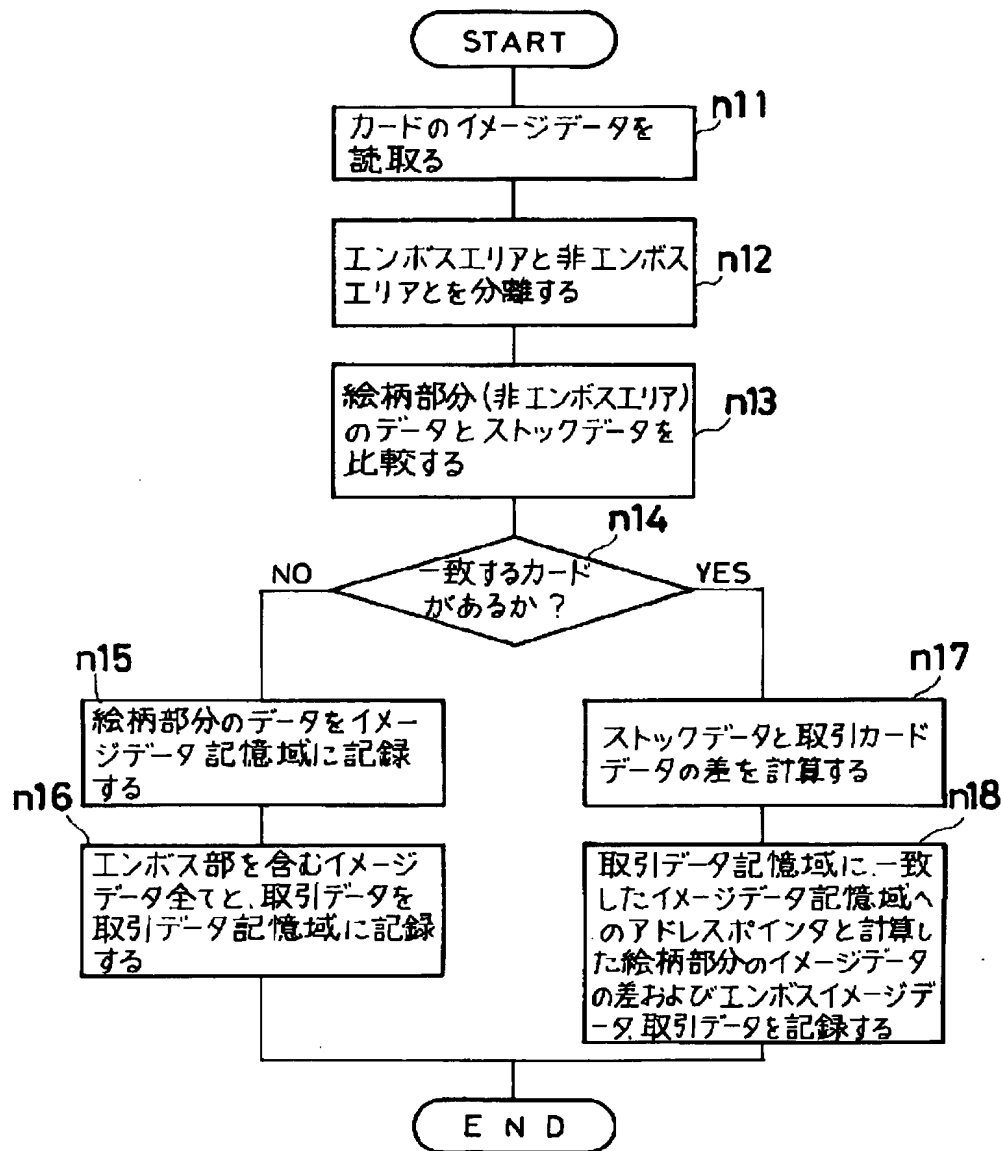 START
n11
カードのイメージデータを
読取る
n12
エンボスエリアと非エンボス
エリアとを分離する
n13
絵柄部分(非エンボスエリア)
のデータとストックデータを
比較する
n14
一致するカード
があるか?
NO
YES
n15
絵柄部分のデータをイメー
ジデータ記憶域に記録
する
n16
エンボス部を含むイメージ
データ全てと、取引データを
取引データ記憶域に記録
する
n17
ストックデータと取引カード
データの差を計算する
n18
取引データ記憶域に、一致
したイメージデータ記憶域へ
のアドレスポインタと計算し
た絵柄部分のイメージデータ
の差およびエンボスイメージデ
ータ、取引データを記録する
END